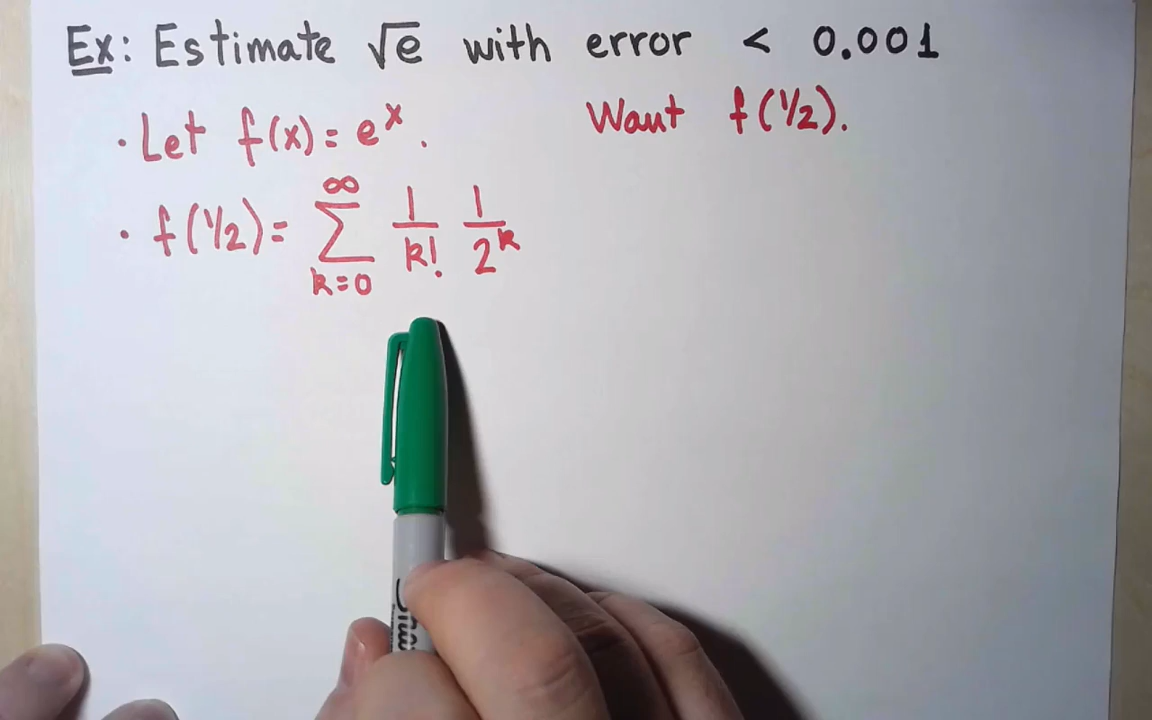 Ex: Estimate √e with error < 0.001
· Let f(x) = e^x. Want f(1/2).
· f(1/2) = ∑_{k=0}^{∞} 1/k! 1/2^k